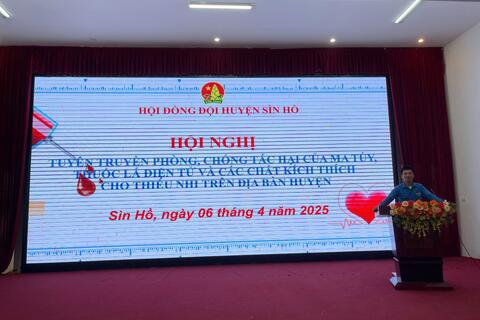 HỘI ĐỒNG ĐỘI HUYỆN SÌN HỒ
HỘI NGHỊ
TUYÊN TRUYỀN PHÒNG, CHỐNG TÁC HẠI CỦA MA TÚY,
THUỐC LÁ ĐIỆN TỬ VÀ CÁC CHẤT KÍCH THÍCH
CHO THIẾU NHI TRÊN ĐỊA BÀN HUYỆN
Sìn Hồ, ngày 06 tháng 4 năm 2025